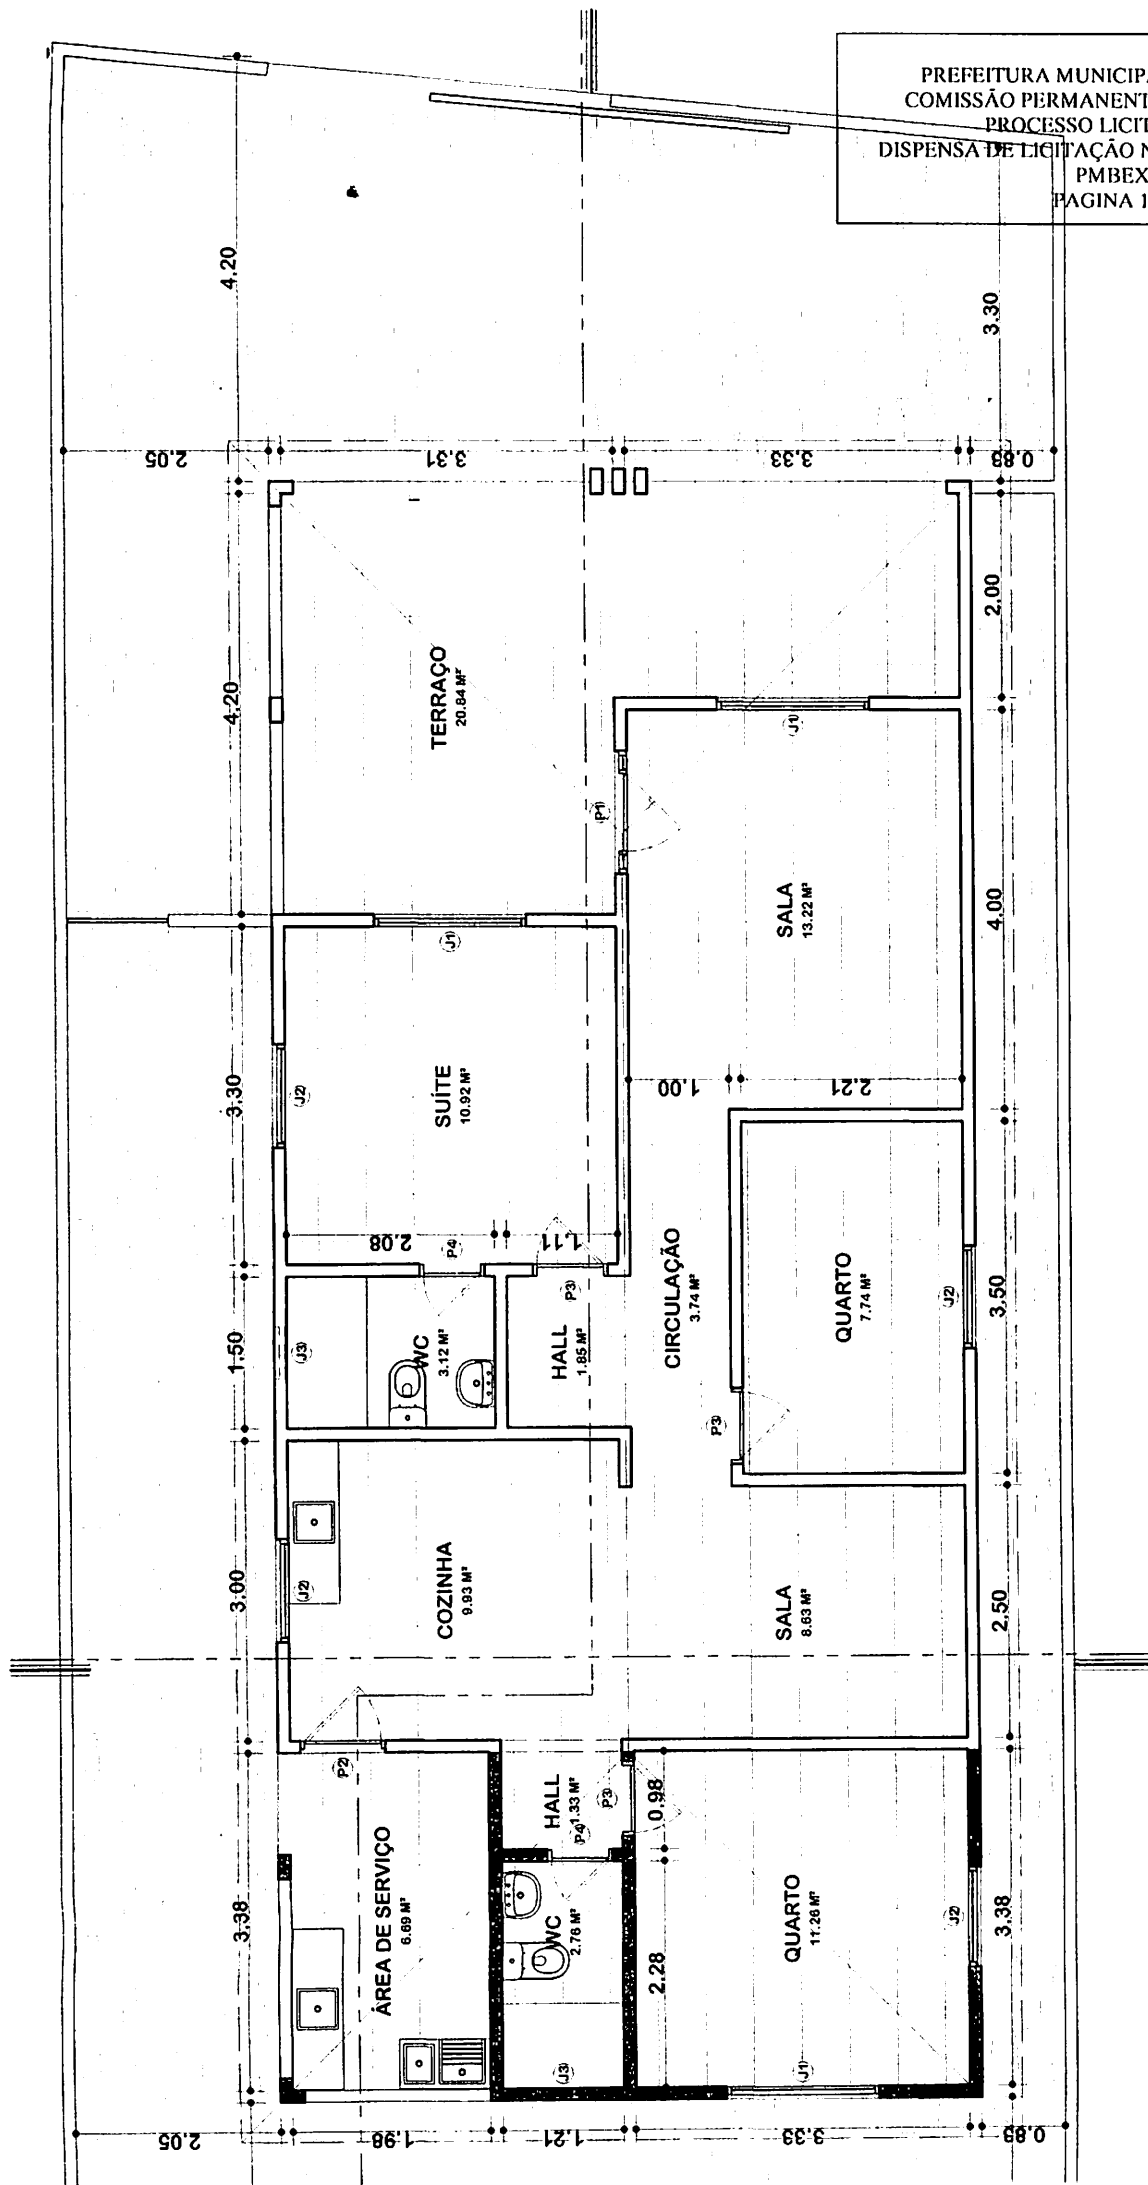 PREFEITURA MUNICIPA
COMISSÃO PERMANENT
PROCESSO LICIT
DISPENSA DE LICITAÇÃO N
PMBEX
PAGINA 1
4.20
3.30
2.05
3.31
3.33
0.83
4.20
2.00
TERRAÇO
20.84 M²
J1
P1
SALA
13.22 M²
4.00
J1
3.30
J2
SUÍTE
10.92 M²
1.00
2.21
2.08
1.11
P4
P3
1.50
J3
WC
3.12 M²
HALL
1.85 M²
CIRCULAÇÃO
3.74 M²
QUARTO
7.74 M²
J2
3.50
P3
3.00
J2
COZINHA
9.93 M²
SALA
8.63 M²
2.50
P2
HALL
1.33 M²
P3
P4
0.98
3.38
ÁREA DE SERVIÇO
6.69 M²
WC
2.76 M²
2.28
QUARTO
11.26 M²
J2
3.38
J3
J1
2.05
1.98
1.21
3.33
0.83